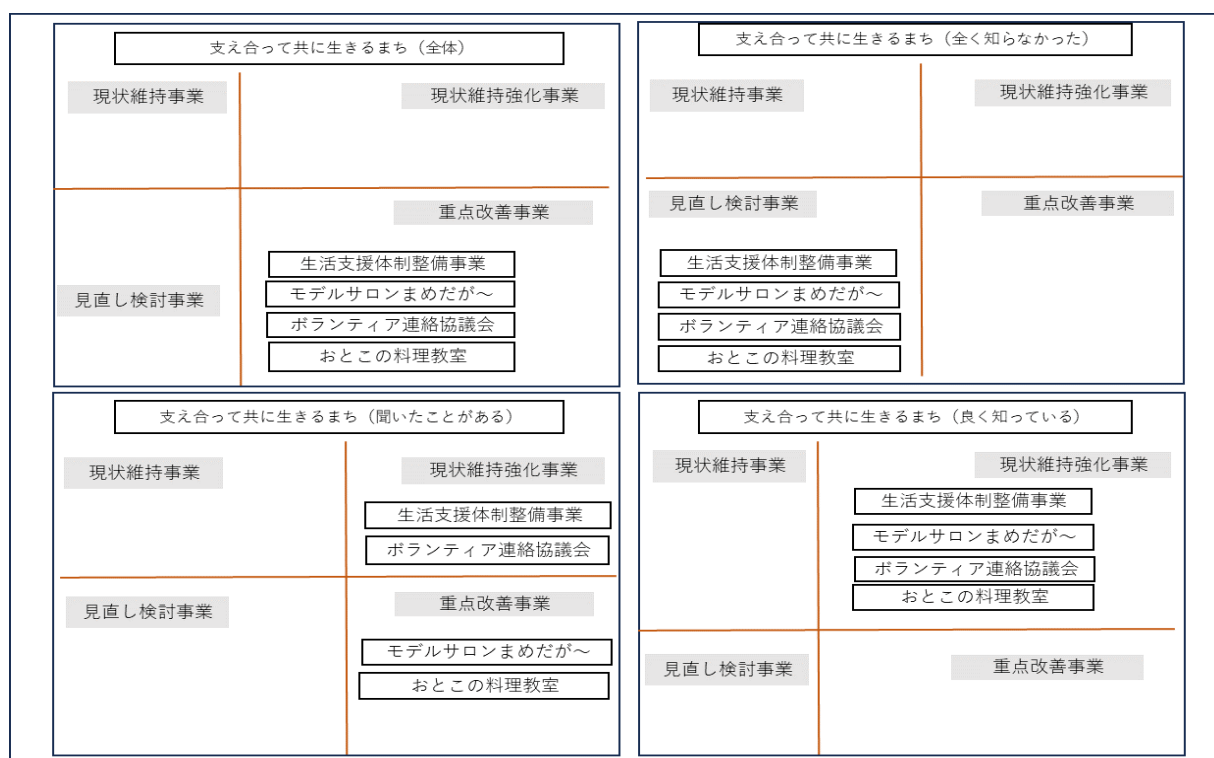 支え合って共に生きるまち（全体）
現状維持事業
現状維持強化事業
重点改善事業
見直し検討事業
生活支援体制整備事業
モデルサロンまめだが～
ボランティア連絡協議会
おとこの料理教室
支え合って共に生きるまち（全く知らなかった）
現状維持事業
現状維持強化事業
見直し検討事業
重点改善事業
生活支援体制整備事業
モデルサロンまめだが～
ボランティア連絡協議会
おとこの料理教室
支え合って共に生きるまち（聞いたことがある）
現状維持事業
現状維持強化事業
生活支援体制整備事業
ボランティア連絡協議会
見直し検討事業
重点改善事業
モデルサロンまめだが～
おとこの料理教室
支え合って共に生きるまち（良く知っている）
現状維持事業
現状維持強化事業
生活支援体制整備事業
モデルサロンまめだが～
ボランティア連絡協議会
おとこの料理教室
見直し検討事業
重点改善事業